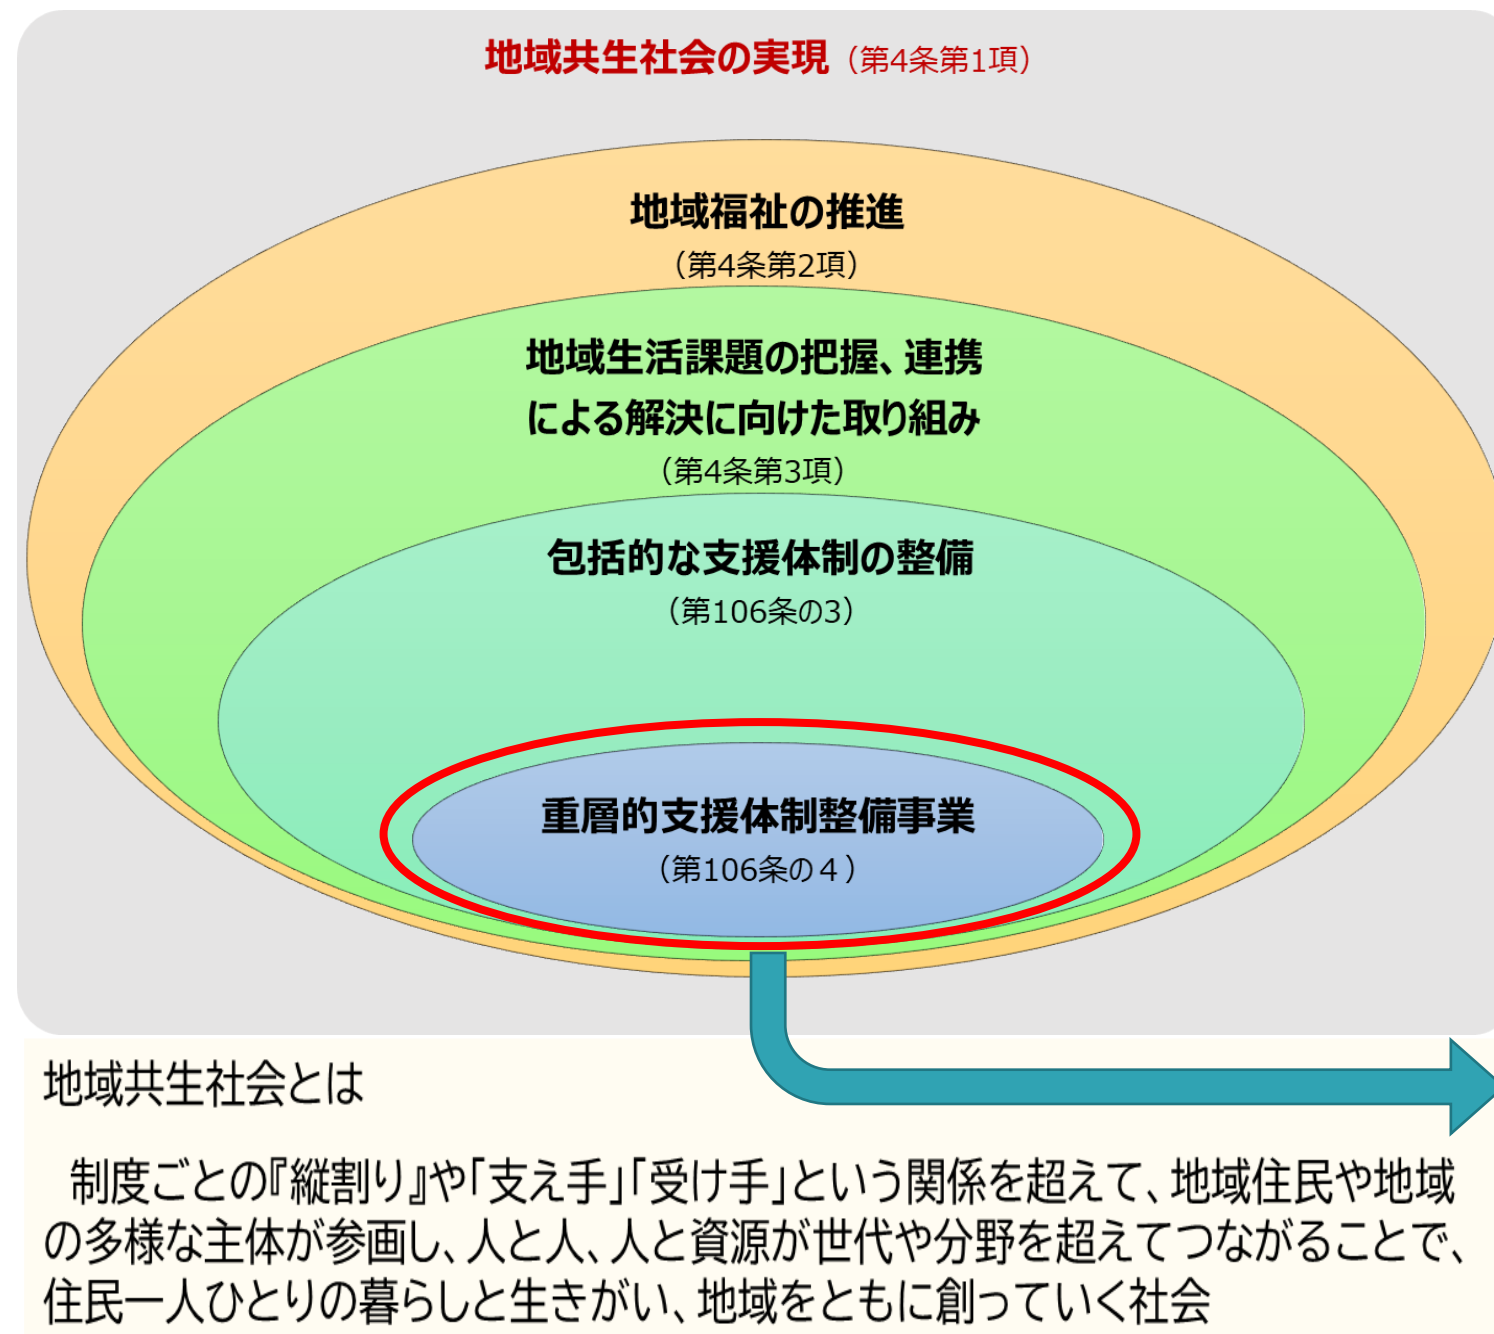 地域共生社会の実現（第4条第1項）
地域福祉の推進
（第4条第2項）
地域生活課題の把握、連携
による解決に向けた取り組み
（第4条第3項）
包括的な支援体制の整備
（第106条の3）
重層的支援体制整備事業
（第106条の４）
地域共生社会とは
制度ごとの『縦割り』や「支え手」「受け手」という関係を超えて、地域住民や地域
の多様な主体が参画し、人と人、人と資源が世代や分野を超えてつながることで、
住民一人ひとりの暮らしと生きがい、地域をともに創っていく社会